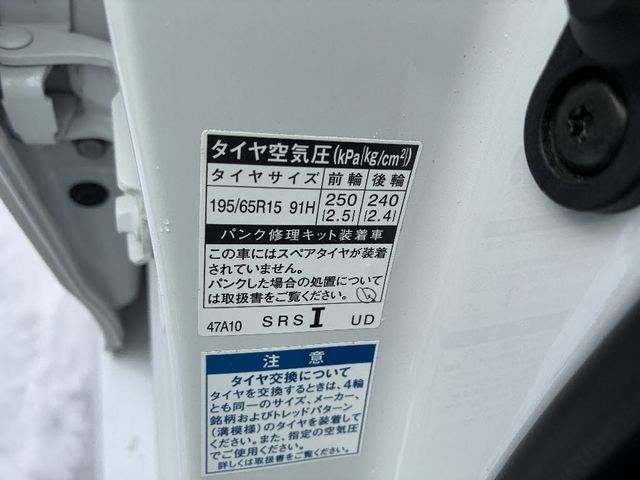 タイヤ空気圧(kPa{kg/cm²})
タイヤサイズ 前輪 後輪
195/65R15 91H 250 240
{2.5} {2.4}
パンク修理キット装着車
この車にはスペアタイヤが装着
されていません。
パンクした場合の処置について
は取扱書をご覧ください。
47A10 SRS I UD
注 意
タイヤ交換について
タイヤを交換するときは、4輪
とも同一のサイズ、メーカー、
銘柄およびトレッドパターン
(溝模様)のタイヤを装着して
ください。また、指定の空気圧
でご使用ください。
詳しくは取扱書をご覧ください。